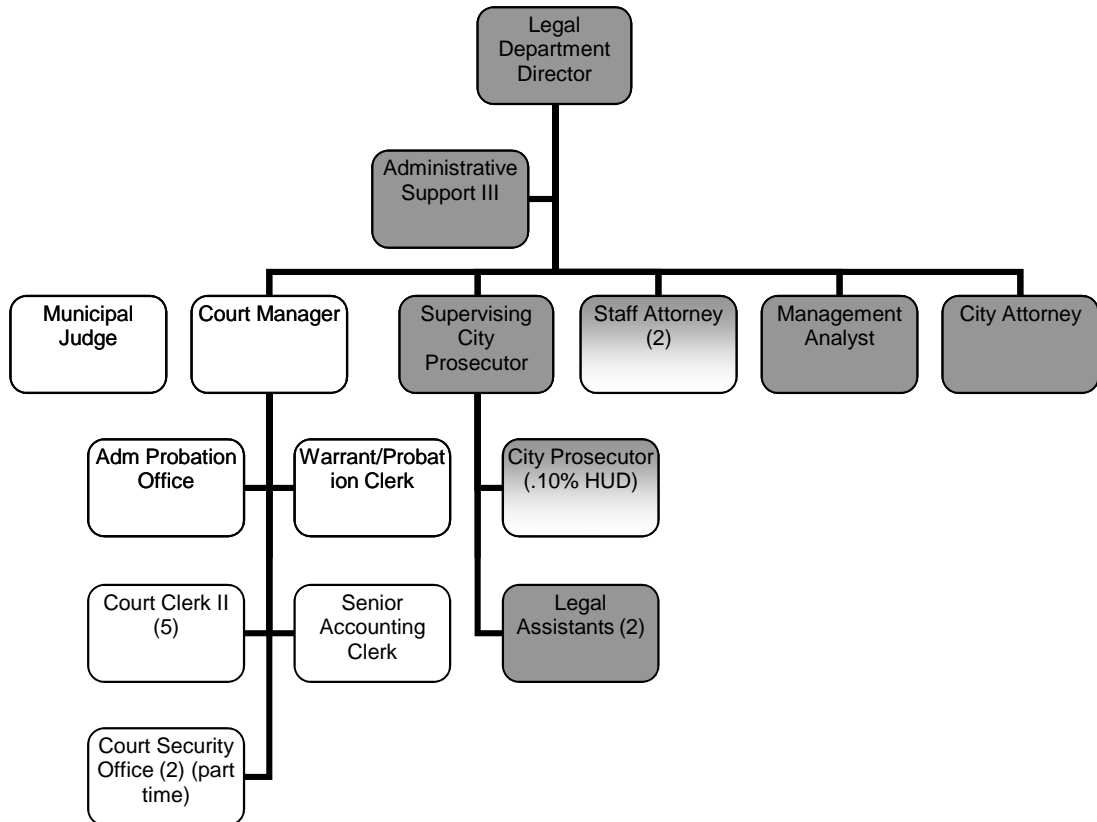 Legal
Department
Director
Administrative
Support III
Municipal
Judge
Court Manager
Supervising
City
Prosecutor
Staff Attorney
(2)
Management
Analyst
City Attorney
Adm Probation
Office
Warrant/Probat
ion Clerk
City Prosecutor
(.10% HUD)
Court Clerk II
(5)
Senior
Accounting
Clerk
Legal
Assistants (2)
Court Security
Office (2) (part
time)